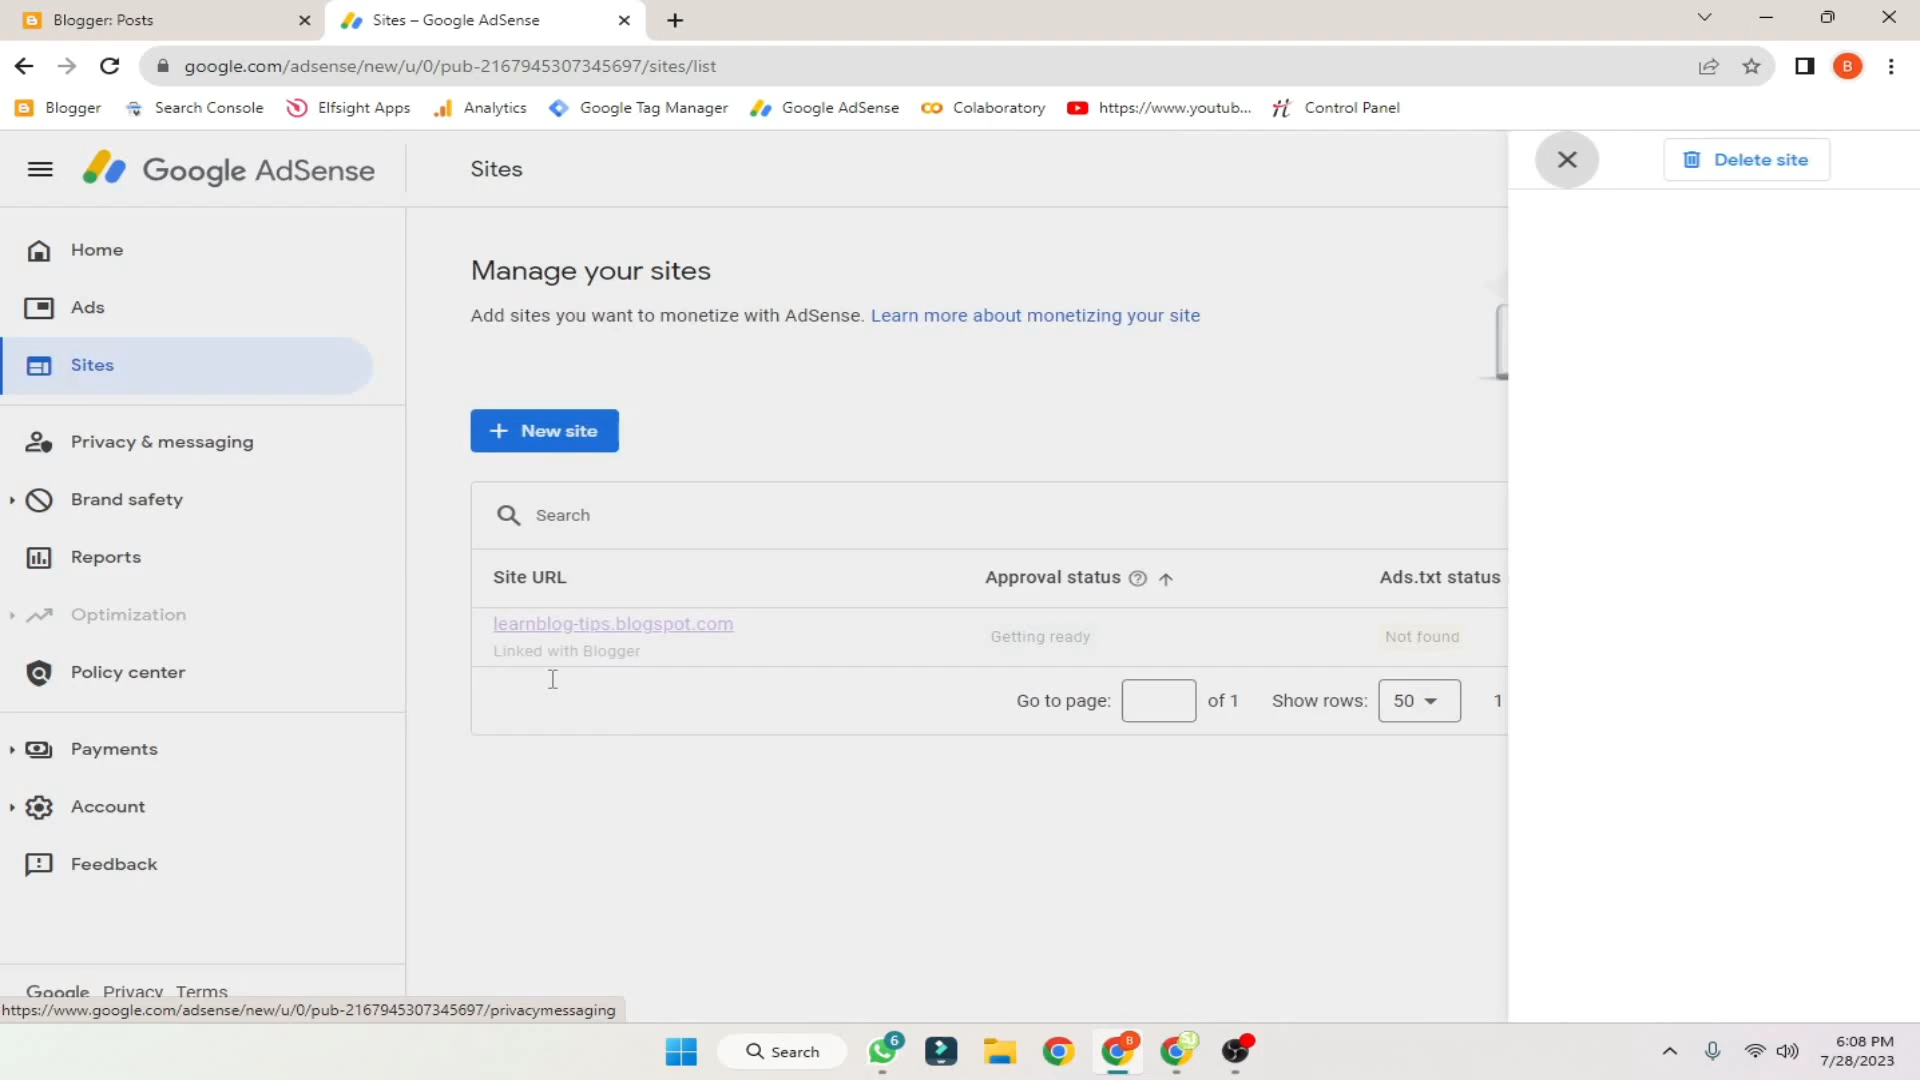 Blogger: Posts
Sites – Google AdSense
google.com/adsense/new/u/0/pub-2167945307345697/sites/list
B
Blogger
Search Console
Elfsight Apps
Analytics
Google Tag Manager
Google AdSense
Colaboratory
https://www.youtub...
Control Panel
Google AdSense
Sites
Delete site
Home
Ads
Sites
Privacy & messaging
Brand safety
Reports
Optimization
Policy center
Payments
Account
Feedback
Google Privacy Terms
Manage your sites
Add sites you want to monetize with AdSense. Learn more about monetizing your site
New site
Search
Site URL
Approval status
Ads.txt status
learnblog-tips.blogspot.com
Linked with Blogger
Getting ready
Not found
Go to page:
of 1
Show rows:
50
1
https://www.google.com/adsense/new/u/0/pub-2167945307345697/privacymessaging
Search
6
B
6:08 PM
7/28/2023